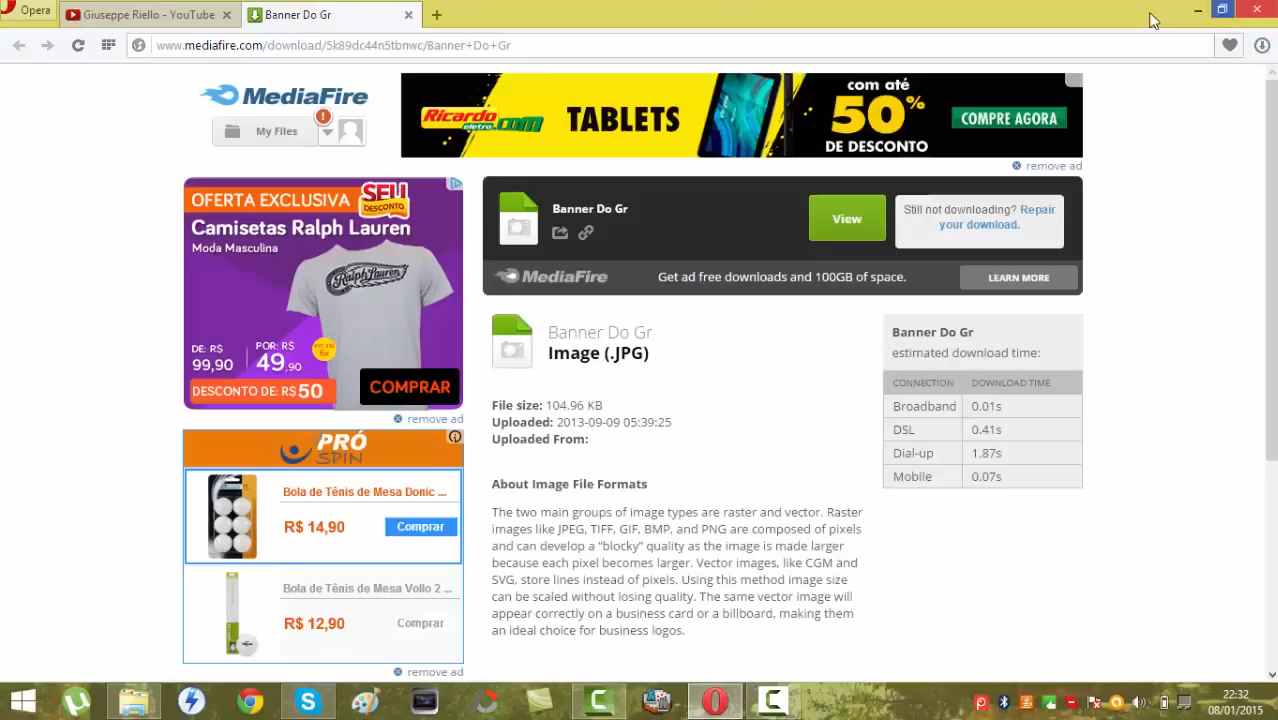 Opera
Giuseppe Riello - YouTube
Banner Do Gr
www.mediafire.com/download/5k89dc44n5tbnwc/Banner+Do+Gr
MediaFire
My Files
!
Ricardo
eletro.com
TABLETS
com até
50%
DE DESCONTO
COMPRE AGORA
remove ad
OFERTA EXCLUSIVA
SEU
DESCONTO
Camisetas Ralph Lauren
Moda Masculina
Ralph Lauren
DE: R$
99,90
POR: R$
49,90
em até
6x
DESCONTO DE: R$50
COMPRAR
remove ad
Banner Do Gr
View
Still not downloading? Repair
your download.
MediaFire
Get ad free downloads and 100GB of space.
LEARN MORE
Banner Do Gr
Image (.JPG)
File size: 104.96 KB
Uploaded: 2013-09-09 05:39:25
Uploaded From:
About Image File Formats
The two main groups of image types are raster and vector. Raster
images like JPEG, TIFF, GIF, BMP, and PNG are composed of pixels
and can develop a “blocky” quality as the image is made larger
because each pixel becomes larger. Vector images, like CGM and
SVG, store lines instead of pixels. Using this method image size
can be scaled without losing quality. The same vector image will
appear correctly on a business card or a billboard, making them
an ideal choice for business logos.
Banner Do Gr
estimated download time:
CONNECTION DOWNLOAD TIME
Broadband 0.01s
DSL 0.41s
Dial-up 1.87s
Mobile 0.07s
PRÓ
SPIN
Bola de Tênis de Mesa Donic ...
R$ 14,90
Comprar
Bola de Tênis de Mesa Vollo 2 ...
R$ 12,90
Comprar
remove ad
22:32
08/01/2015